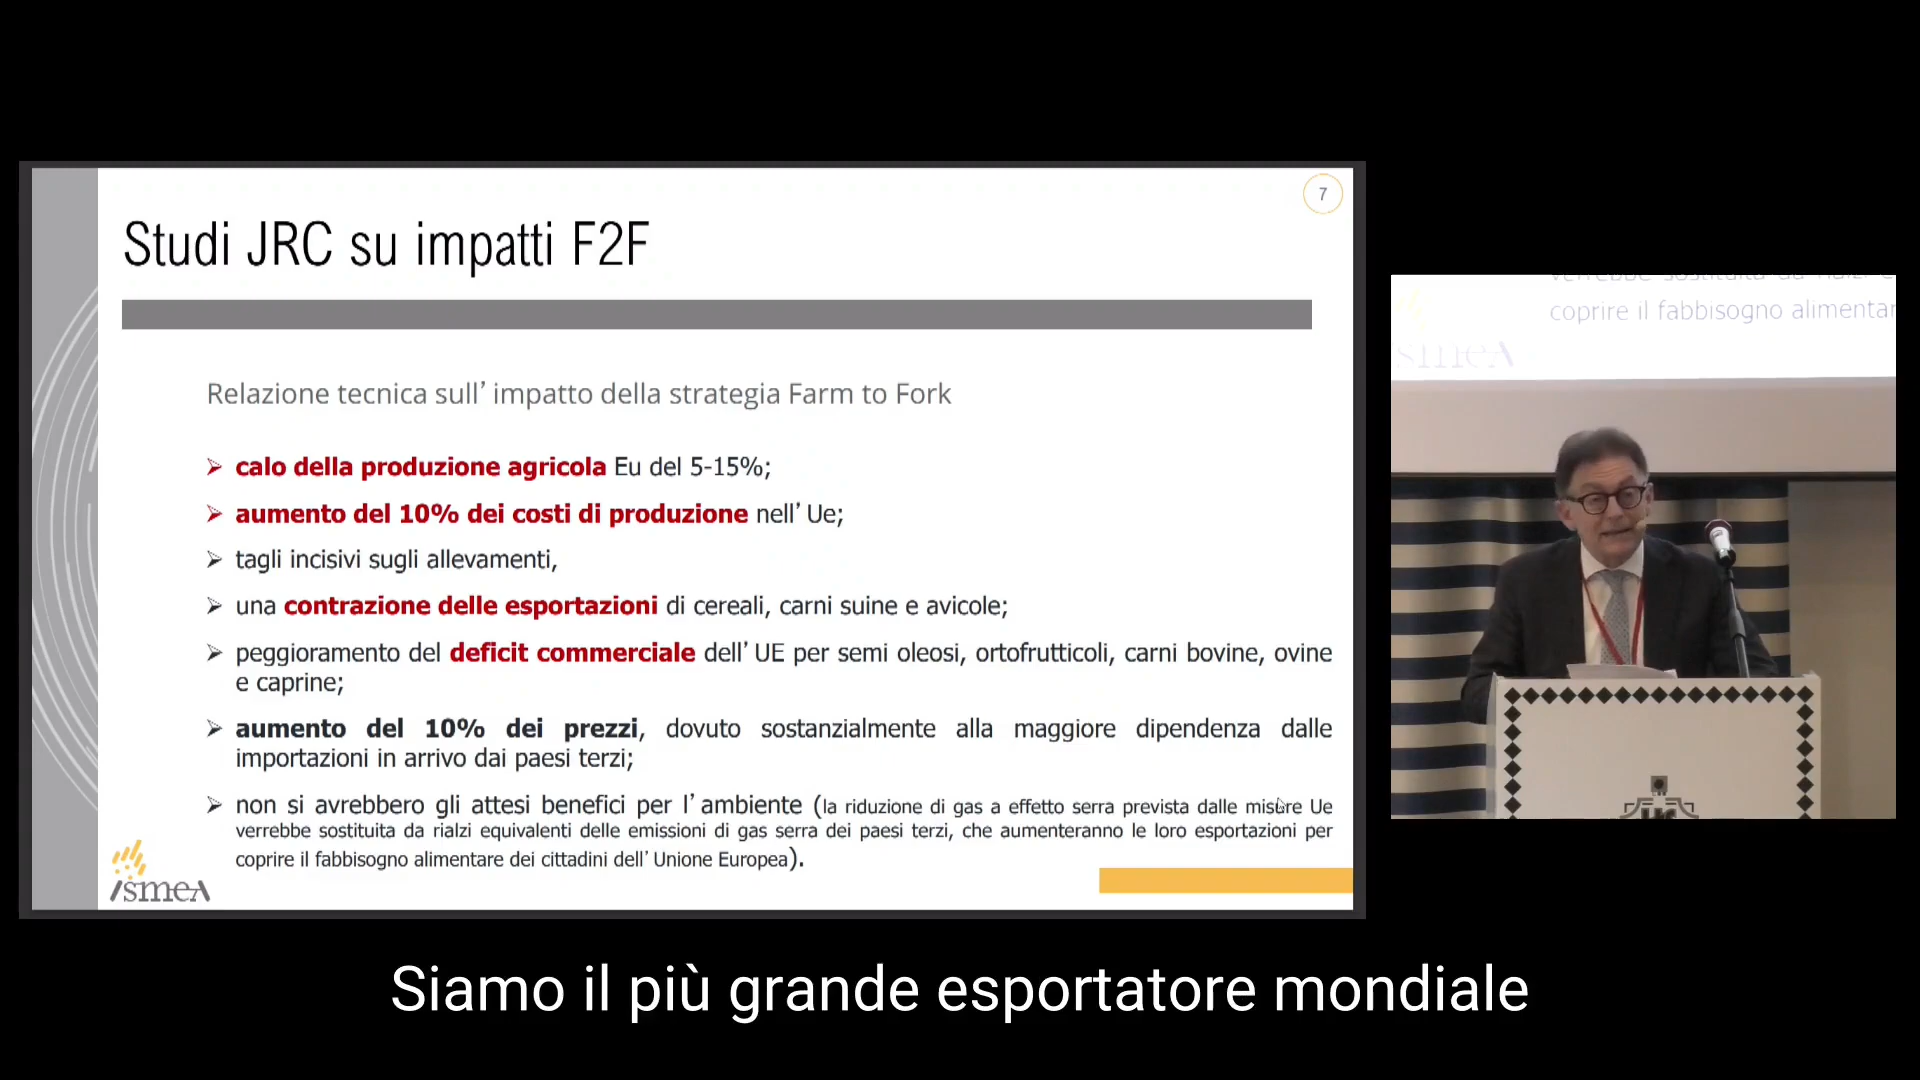 7
Studi JRC su impatti F2F
Relazione tecnica sull’ impatto della strategia Farm to Fork
➢ calo della produzione agricola Eu del 5-15%;
➢ aumento del 10% dei costi di produzione nell’ Ue;
➢ tagli incisivi sugli allevamenti,
➢ una contrazione delle esportazioni di cereali, carni suine e avicole;
➢ peggioramento del deficit commerciale dell’ UE per semi oleosi, ortofrutticoli, carni bovine, ovine
e caprine;
➢ aumento del 10% dei prezzi, dovuto sostanzialmente alla maggiore dipendenza dalle
importazioni in arrivo dai paesi terzi;
➢ non si avrebbero gli attesi benefici per l’ ambiente (la riduzione di gas a effetto serra prevista dalle misure Ue
verrebbe sostituita da rialzi equivalenti delle emissioni di gas serra dei paesi terzi, che aumenteranno le loro esportazioni per
coprire il fabbisogno alimentare dei cittadini dell’ Unione Europea).
ismea
verrebbe sostituita da rialzi
coprire il fabbisogno alimentar
smea
Siamo il più grande esportatore mondiale